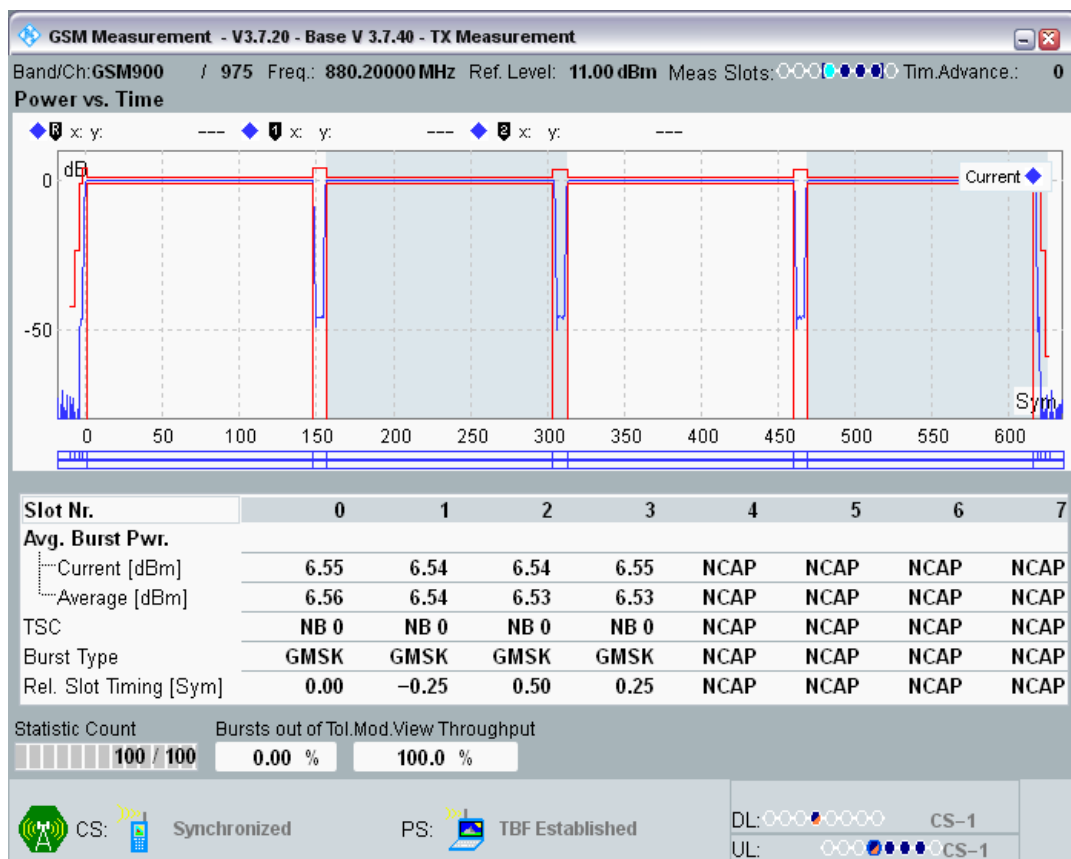 GSM Measurement - V3.7.20 - Base V 3.7.40 - TX Measurement
Band/Ch:GSM900 / 975 Freq.: 880.20000 MHz Ref. Level: 11.00 dBm Meas Slots: Tim.Advance.: 0
Power vs. Time
R x: y: --- 1 x: y: --- 2 x: y: ---
dB
0
Current
-50
Sym
0 50 100 150 200 250 300 350 400 450 500 550 600
Slot Nr. 0 1 2 3 4 5 6 7
Avg. Burst Pwr.
Current [dBm] 6.55 6.54 6.54 6.55 NCAP NCAP NCAP NCAP
Average [dBm] 6.56 6.54 6.53 6.53 NCAP NCAP NCAP NCAP
TSC NB 0 NB 0 NB 0 NB 0 NCAP NCAP NCAP NCAP
Burst Type GMSK GMSK GMSK GMSK NCAP NCAP NCAP NCAP
Rel. Slot Timing [Sym] 0.00 −0.25 0.50 0.25 NCAP NCAP NCAP NCAP
Statistic Count Bursts out of Tol. Mod.View Throughput
100 / 100 0.00 % 100.0 %
CS: Synchronized PS: TBF Established DL: CS−1
UL: CS−1